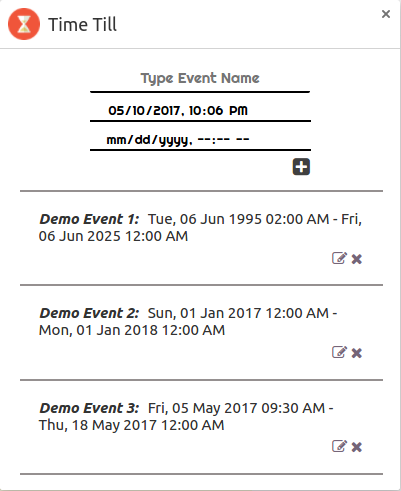 Time Till
×
Type Event Name
05/10/2017, 10:06 PM
mm/dd/yyyy, --:-- --
Demo Event 1: Tue, 06 Jun 1995 02:00 AM - Fri,
06 Jun 2025 12:00 AM
Demo Event 2: Sun, 01 Jan 2017 12:00 AM -
Mon, 01 Jan 2018 12:00 AM
Demo Event 3: Fri, 05 May 2017 09:30 AM -
Thu, 18 May 2017 12:00 AM